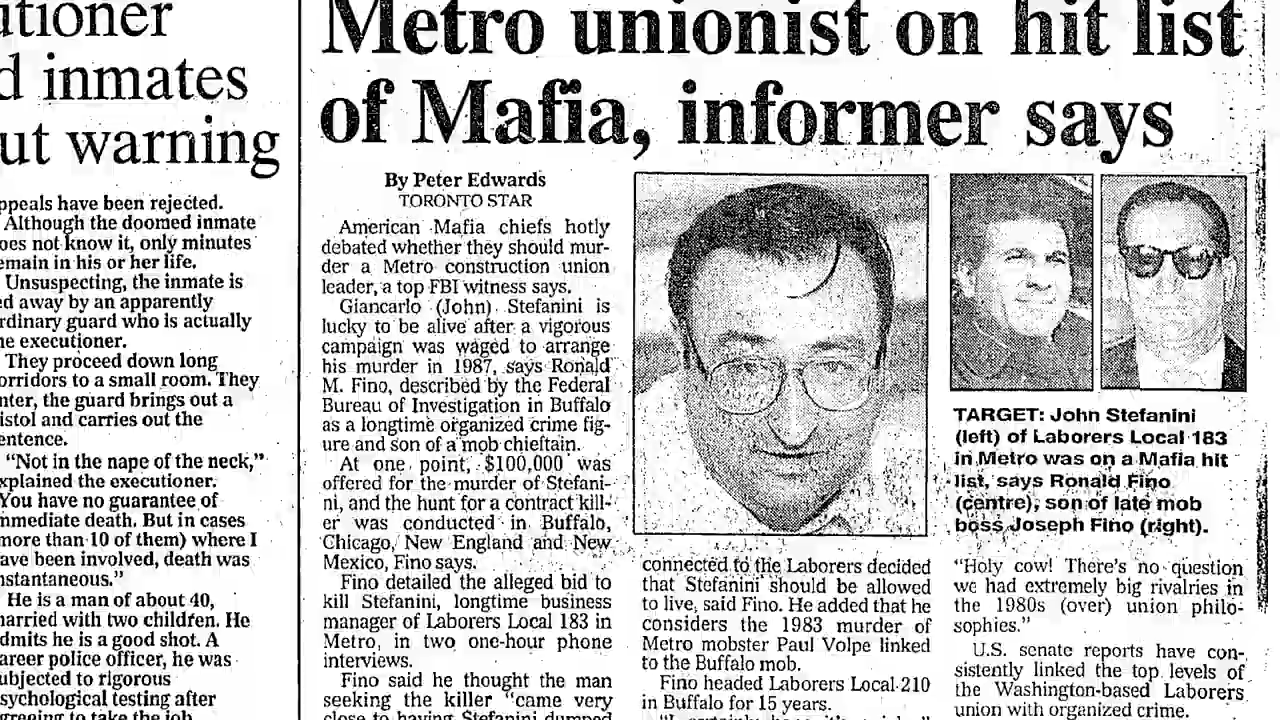 utioner
d inmates
ut warning
ppeals have been rejected.
Although the doomed inmate
oes not know it, only minutes
emain in his or her life.
Unsuspecting, the inmate is
ed away by an apparently
rdinary guard who is actually
he executioner.
They proceed down long
orridors to a small room. They
nter, the guard brings out a
istol and carries out the
entence.
"Not in the nape of the neck,"
xplained the executioner.
You have no guarantee of
mmediate death. But in cases
more than 10 of them) where I
ave been involved, death was
nstantaneous."
He is a man of about 40,
married with two children. He
dmits he is a good shot. A
areer police officer, he was
ubjected to rigorous
sychological testing after
greeing to take the job.
Metro unionist on hit list
of Mafia, informer says
By Peter Edwards
TORONTO STAR
American Mafia chiefs hotly
debated whether they should mur-
der a Metro construction union
leader, a top FBI witness says.
Giancarlo (John) Stefanini is
lucky to be alive after a vigorous
campaign was waged to arrange
his murder in 1987, says Ronald
M. Fino, described by the Federal
Bureau of Investigation in Buffalo
as a longtime organized crime fig-
ure and son of a mob chieftain.
At one point, $100,000 was
offered for the murder of Stefani-
ni, and the hunt for a contract kill-
er was conducted in Buffalo,
Chicago, New England and New
Mexico, Fino says.
Fino detailed the alleged bid to
kill Stefanini, longtime business
manager of Laborers Local 183 in
Metro, in two one-hour phone
interviews.
Fino said he thought the man
seeking the killer "came very
close to having Stefanini dumped
TARGET: John Stefanini
(left) of Laborers Local 183
in Metro was on a Mafia hit
list, says Ronald Fino
(centre), son of late mob
boss Joseph Fino (right).
connected to the Laborers decided
that Stefanini should be allowed
to live, said Fino. He added that he
considers the 1983 murder of
Metro mobster Paul Volpe linked
to the Buffalo mob.
Fino headed Laborers Local 210
in Buffalo for 15 years.
"Holy cow! There's no question
we had extremely big rivalries in
the 1980s (over) union philo-
sophies."
U.S. senate reports have con-
sistently linked the top levels of
the Washington-based Laborers
union with organized crime.